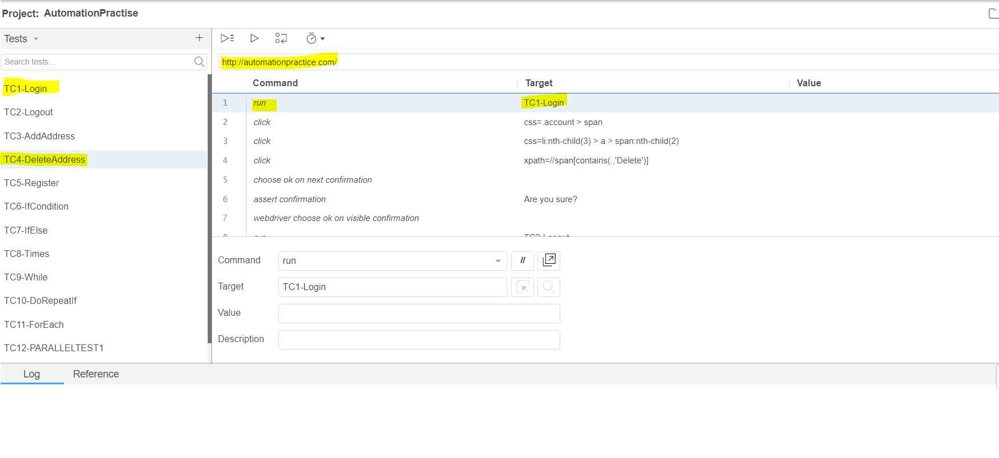 Project: AutomationPractise
Tests
Search tests...
TC1-Login
TC2-Logout
TC3-AddAddress
TC4-DeleteAddress
TC5-Register
TC6-IfCondition
TC7-IfElse
TC8-Times
TC9-While
TC10-DoRepeatIf
TC11-ForEach
TC12-PARALLELTEST1
http://automationpractice.com/
Command Target Value
1 run TC1-Login
2 click css=.account > span
3 click css=li:nth-child(3) > a > span:nth-child(2)
4 click xpath=//span[contains(.,'Delete')]
5 choose ok on next confirmation
6 assert confirmation Are you sure?
7 webdriver choose ok on visible confirmation
8 run TC2-Logout
Command run //
Target TC1-Login
Value
Description
Log Reference